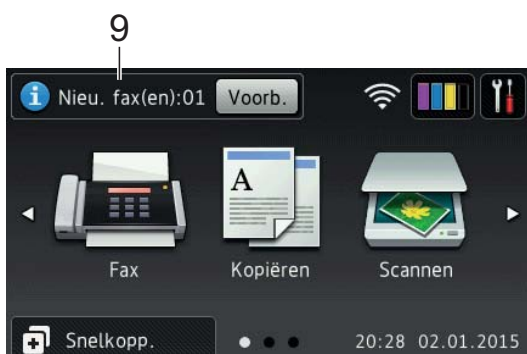 9
Nieu. fax(en):01 Voorb.
A
Fax Kopiëren Scannen
Snelkopp. 20:28 02.01.2015